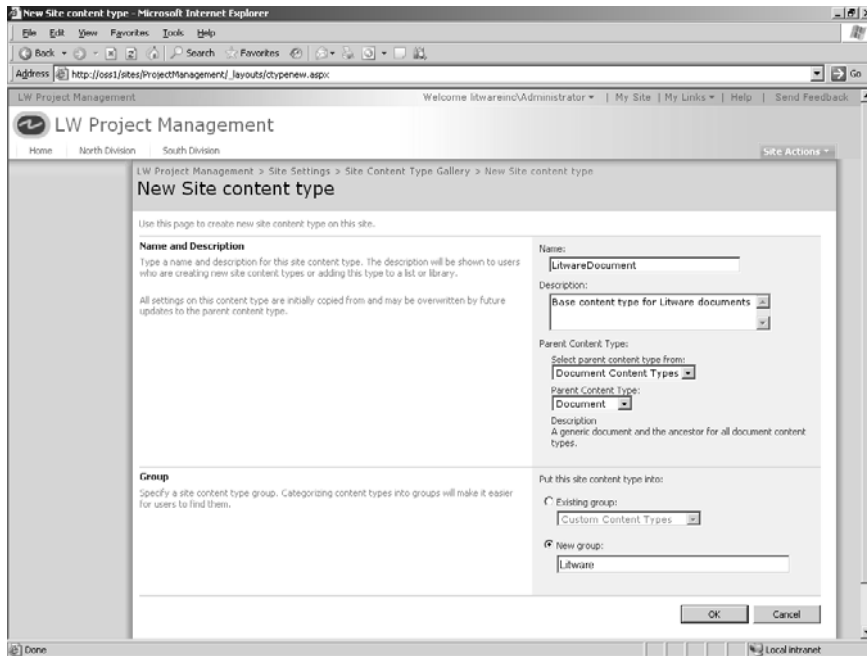 New Site content type - Microsoft Internet Explorer
File Edit View Favorites Tools Help
Back Search Favorites
Address http://oss1/sites/ProjectManagement/_layouts/ctypenew.aspx Go
LW Project Management Welcome litwareinc\Administrator | My Site | My Links | Help | Send Feedback
LW Project Management
Home North Division South Division Site Actions
LW Project Management > Site Settings > Site Content Type Gallery > New Site content type
New Site content type
Use this page to create new site content type on this site.
Name and Description
Type a name and description for this site content type. The description will be shown to users
who are creating new site content types or adding this type to a list or library.
All settings on this content type are initially copied from and may be overwritten by future
updates to the parent content type.
Name:
LitwareDocument
Description:
Base content type for Litware documents
Parent Content Type:
Select parent content type from:
Document Content Types
Parent Content Type:
Document
Description
A generic document and the ancestor for all document content
types.
Group
Specify a site content type group. Categorizing content types into groups will make it easier
for users to find them.
Put this site content type into:
Existing group:
Custom Content Types
New group:
Litware
OK Cancel
Done Local intranet